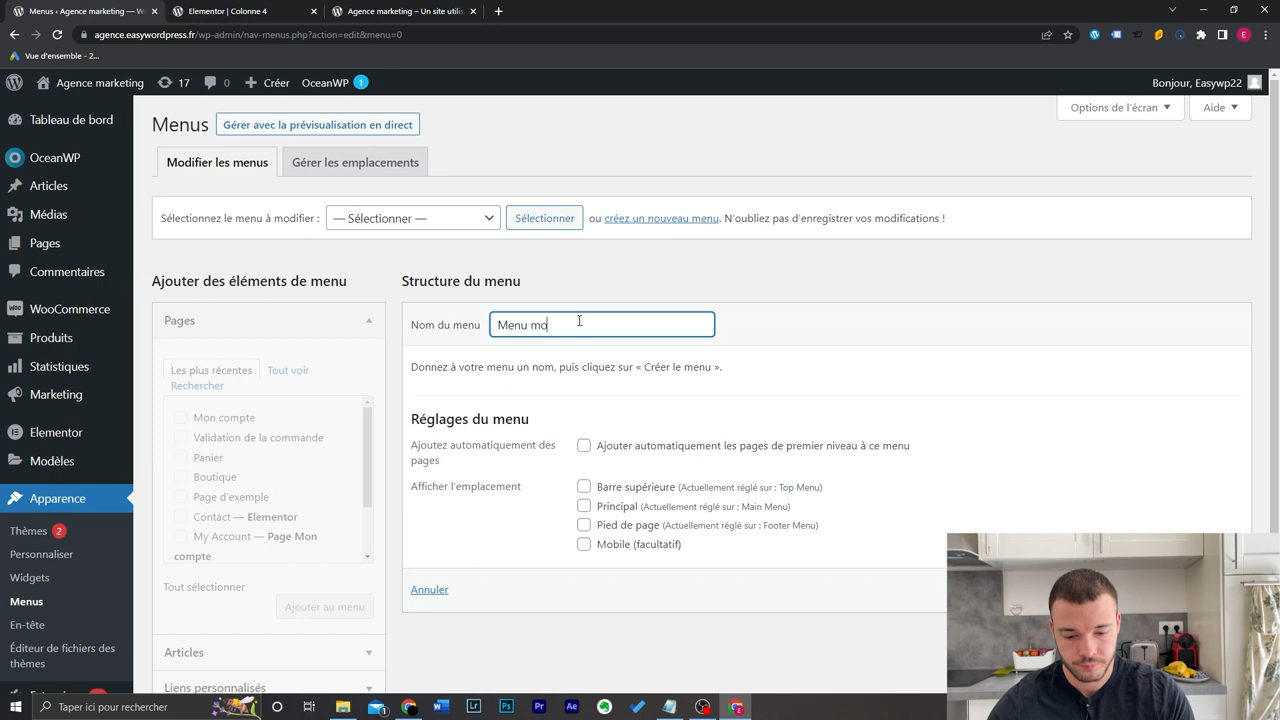 Menus ‹ Agence marketing — W
Elementor | Colonne 4
Agence marketing – Un site utilis
agence.easywordpress.fr/wp-admin/nav-menus.php?action=edit&menu=0
Vue d'ensemble - 2...
Agence marketing
17
0
Créer
OceanWP
1
Bonjour, Easywp22
Tableau de bord
OceanWP
Articles
Médias
Pages
Commentaires
WooCommerce
Produits
Statistiques
Marketing
Elementor
Modèles
Apparence
Thèmes 2
Personnaliser
Widgets
Menus
En-tête
Éditeur de fichiers des
thèmes
Options de l'écran
Aide
Menus
Gérer avec la prévisualisation en direct
Modifier les menus
Gérer les emplacements
Sélectionnez le menu à modifier :
— Sélectionner —
Sélectionner
ou créez un nouveau menu. N'oubliez pas d'enregistrer vos modifications !
Ajouter des éléments de menu
Pages
Les plus récentes
Tout voir
Rechercher
Mon compte
Validation de la commande
Panier
Boutique
Page d'exemple
Contact — Elementor
My Account — Page Mon
compte
Tout sélectionner
Ajouter au menu
Articles
Liens personnalisés
Structure du menu
Nom du menu
Menu mo
Donnez à votre menu un nom, puis cliquez sur « Créer le menu ».
Réglages du menu
Ajoutez automatiquement des
pages
Ajouter automatiquement les pages de premier niveau à ce menu
Afficher l'emplacement
Barre supérieure (Actuellement réglé sur : Top Menu)
Principal (Actuellement réglé sur : Main Menu)
Pied de page (Actuellement réglé sur : Footer Menu)
Mobile (facultatif)
Annuler
Taper ici pour rechercher